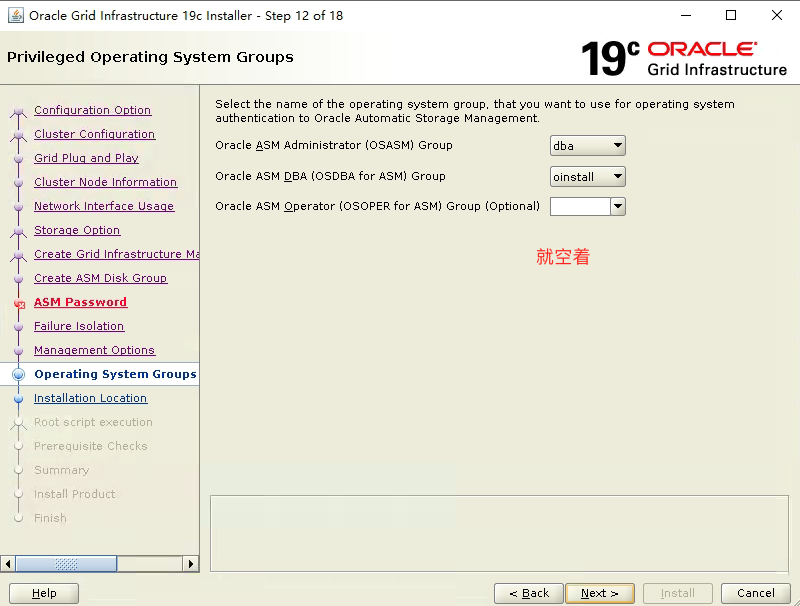 Oracle Grid Infrastructure 19c Installer - Step 12 of 18
Privileged Operating System Groups
19c ORACLE
Grid Infrastructure
Configuration Option
Cluster Configuration
Grid Plug and Play
Cluster Node Information
Network Interface Usage
Storage Option
Create Grid Infrastructure Ma
Create ASM Disk Group
ASM Password
Failure Isolation
Management Options
Operating System Groups
Installation Location
Root script execution
Prerequisite Checks
Summary
Install Product
Finish
Select the name of the operating system group, that you want to use for operating system
authentication to Oracle Automatic Storage Management.
Oracle ASM Administrator (OSASM) Group dba
Oracle ASM DBA (OSDBA for ASM) Group oinstall
Oracle ASM Operator (OSOPER for ASM) Group (Optional)
就空着
Help < Back Next > Install Cancel